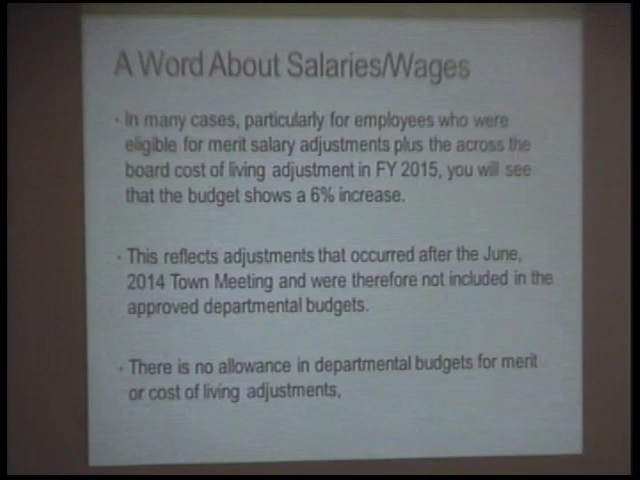 A Word About Salaries/Wages
· In many cases, particularly for employees who were
eligible for merit salary adjustments plus the across the
board cost of living adjustment in FY 2015, you will see
that the budget shows a 6% increase.
· This reflects adjustments that occurred after the June,
2014 Town Meeting and were therefore not included in the
approved departmental budgets.
· There is no allowance in departmental budgets for merit
or cost of living adjustments,